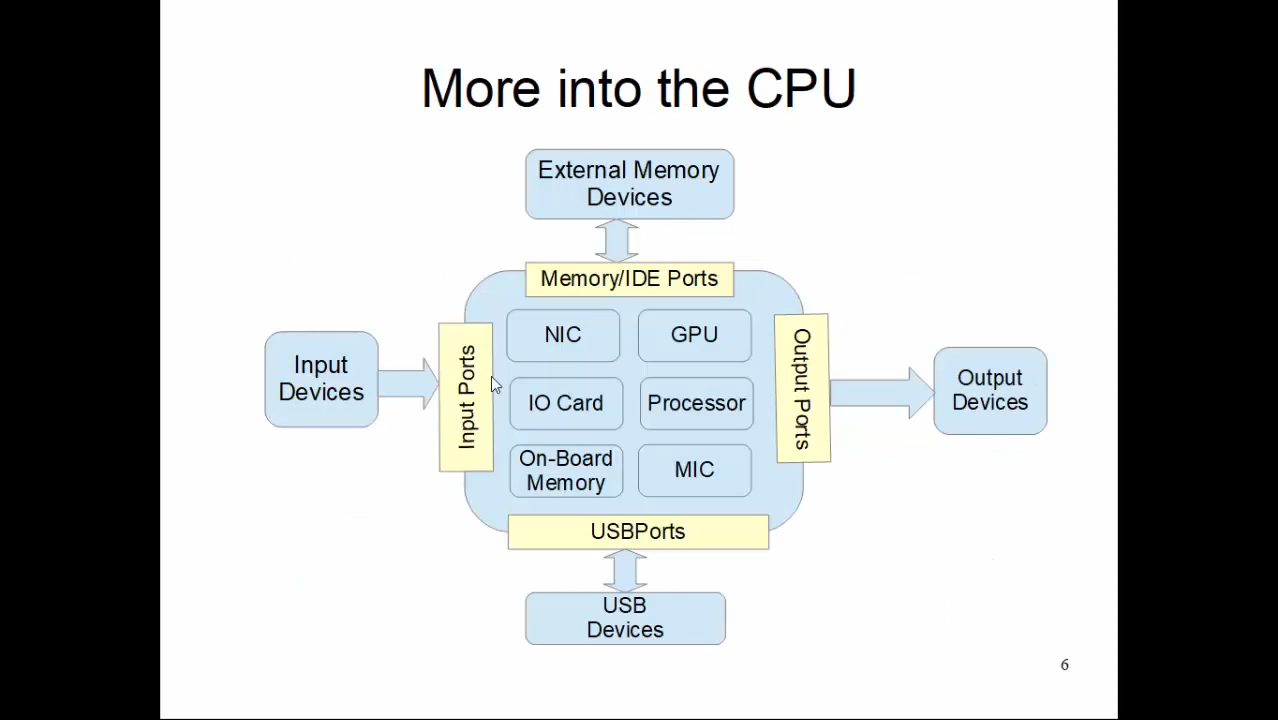 More into the CPU
External Memory
Devices
Memory/IDE Ports
NIC
GPU
Input
Devices
Input Ports
IO Card
Processor
Output Ports
Output
Devices
On-Board
Memory
MIC
USBPorts
USB
Devices
6